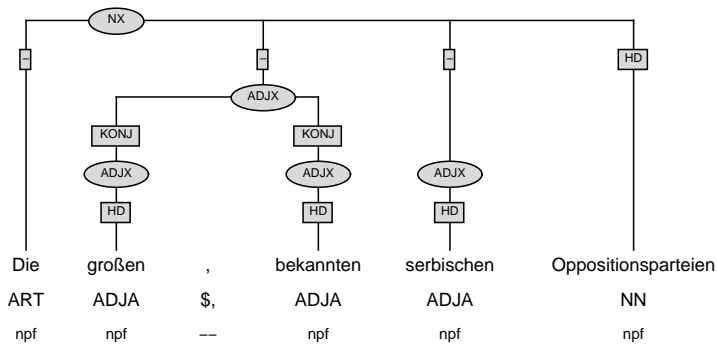 NX
– – – HD
ADJX
KONJ KONJ
ADJX ADJX ADJX
HD HD HD
Die großen , bekannten serbischen Oppositionsparteien
ART ADJA $, ADJA ADJA NN
npf npf –– npf npf npf